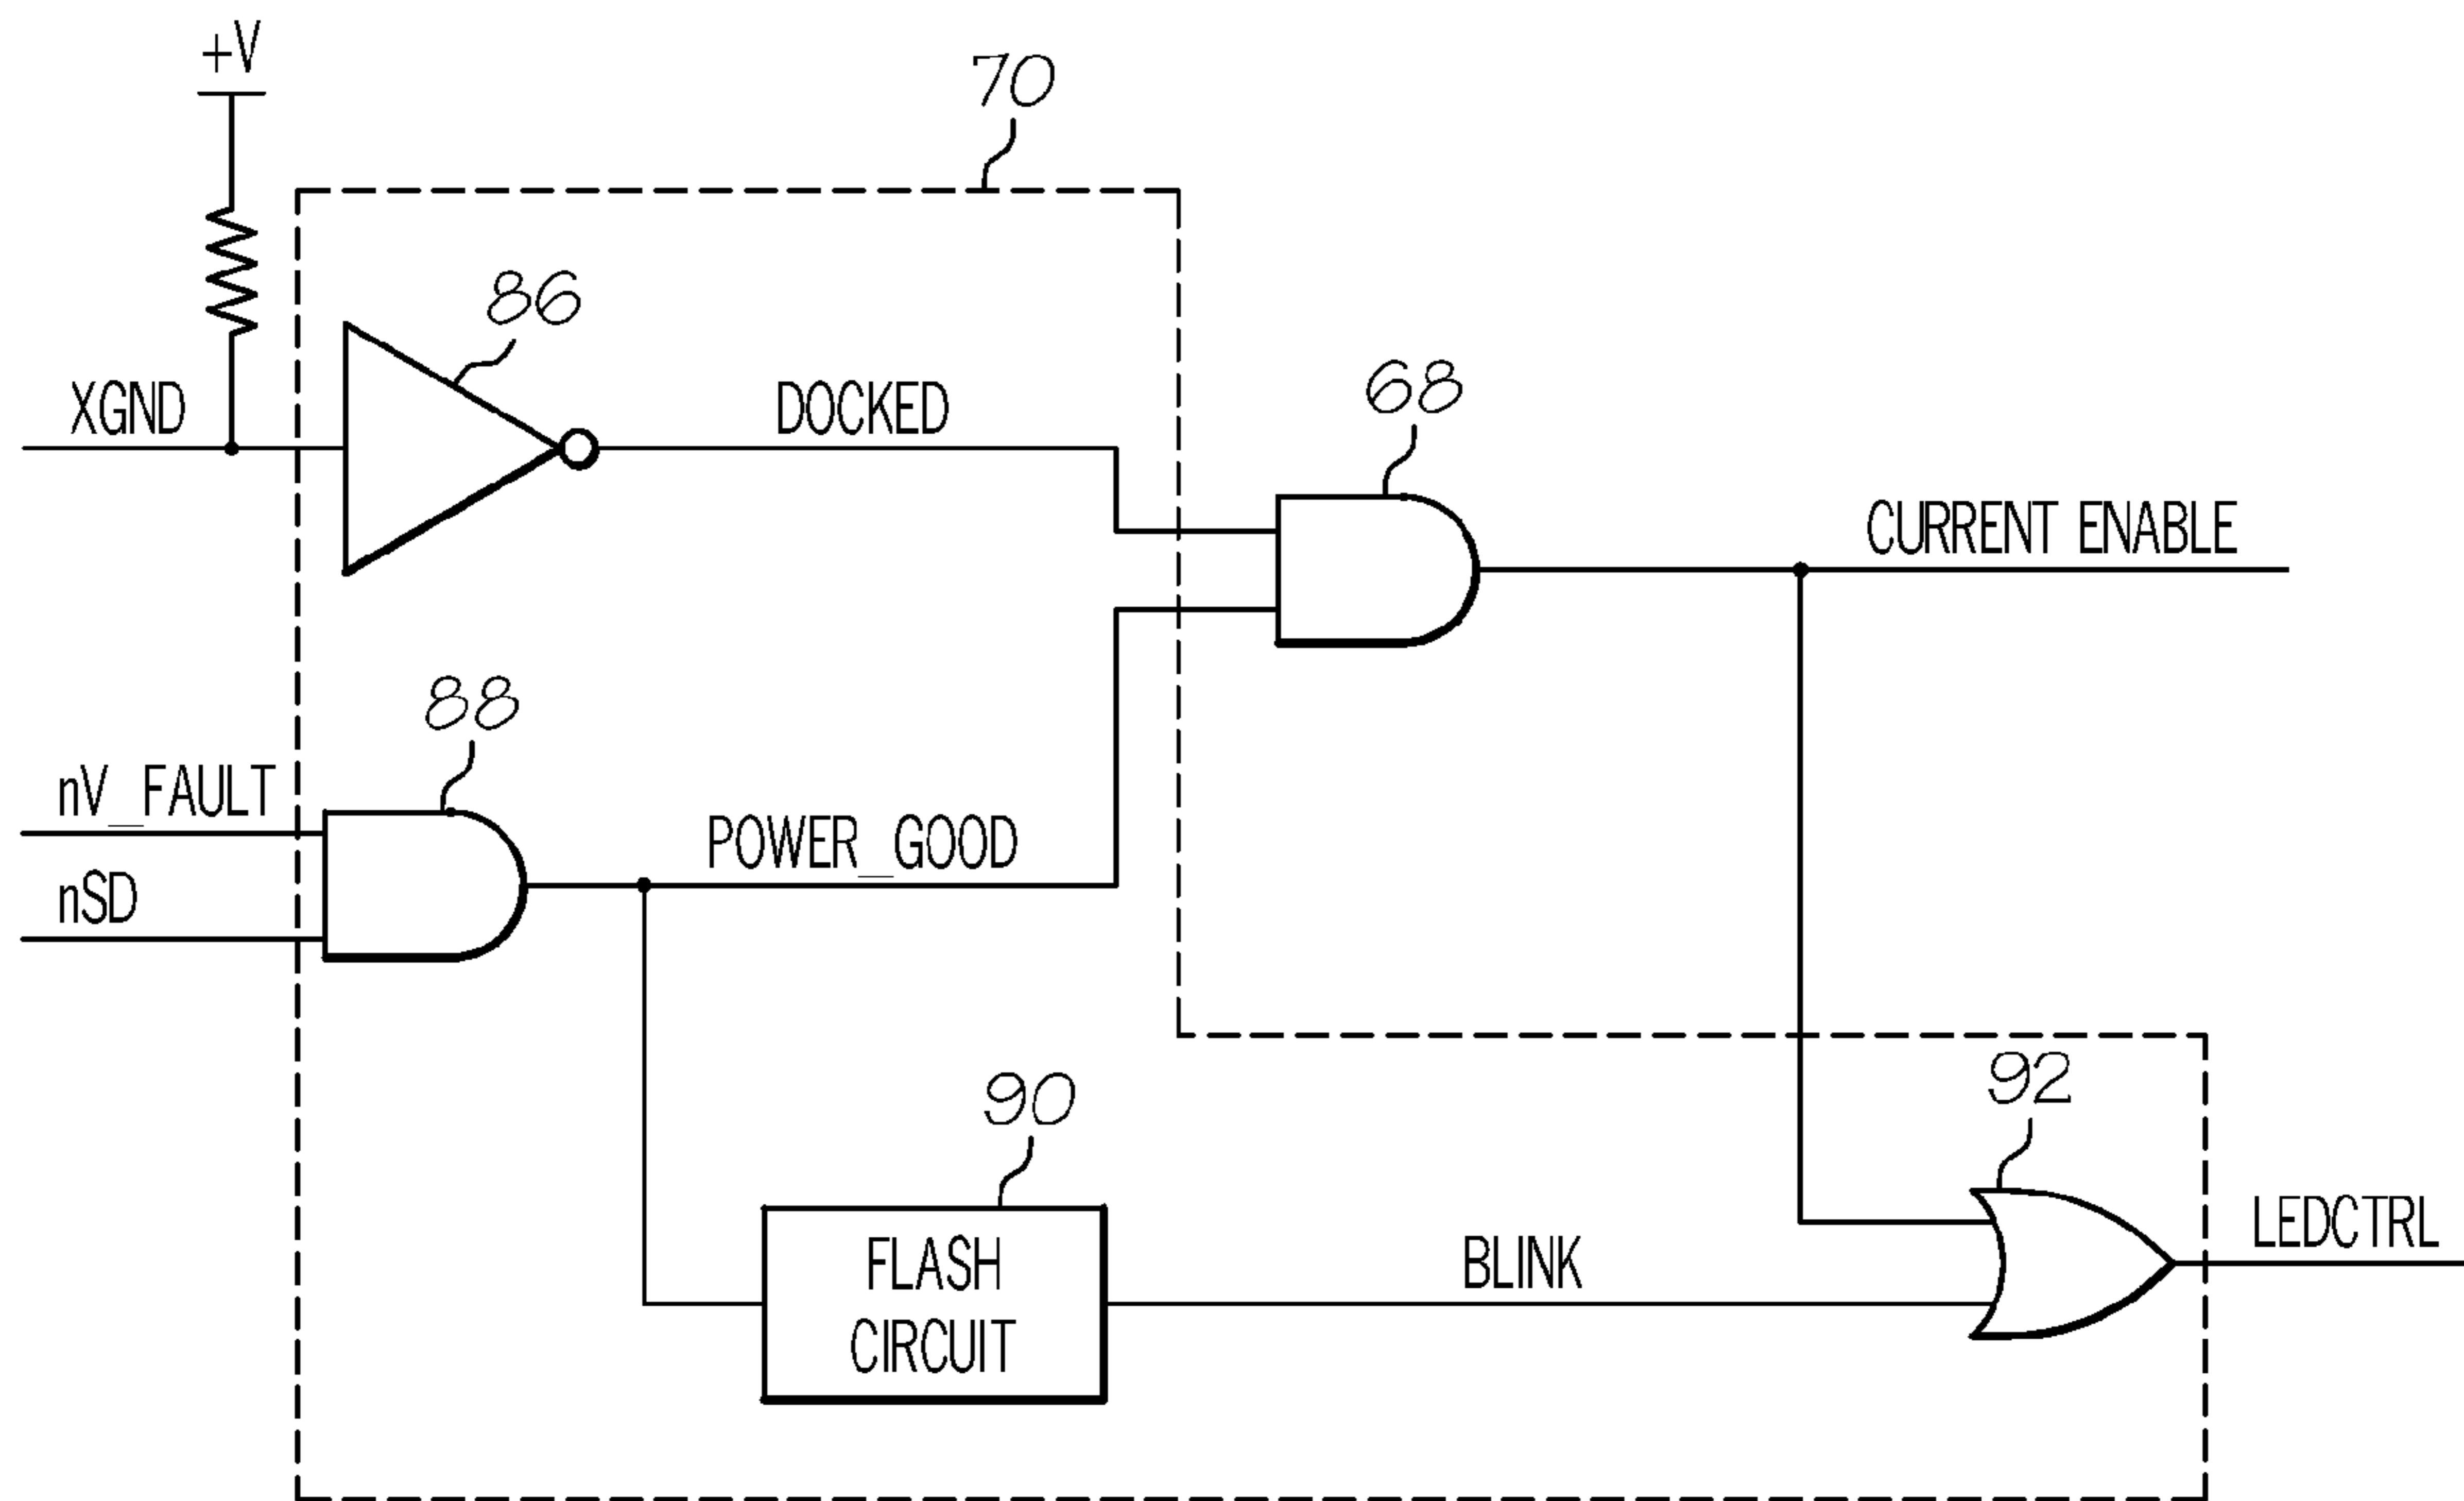 +V
70
86
XGND
DOCKED
68
CURRENT ENABLE
88
nV_FAULT
POWER_GOOD
nSD
90
92
FLASH
CIRCUIT
BLINK
LEDCTRL